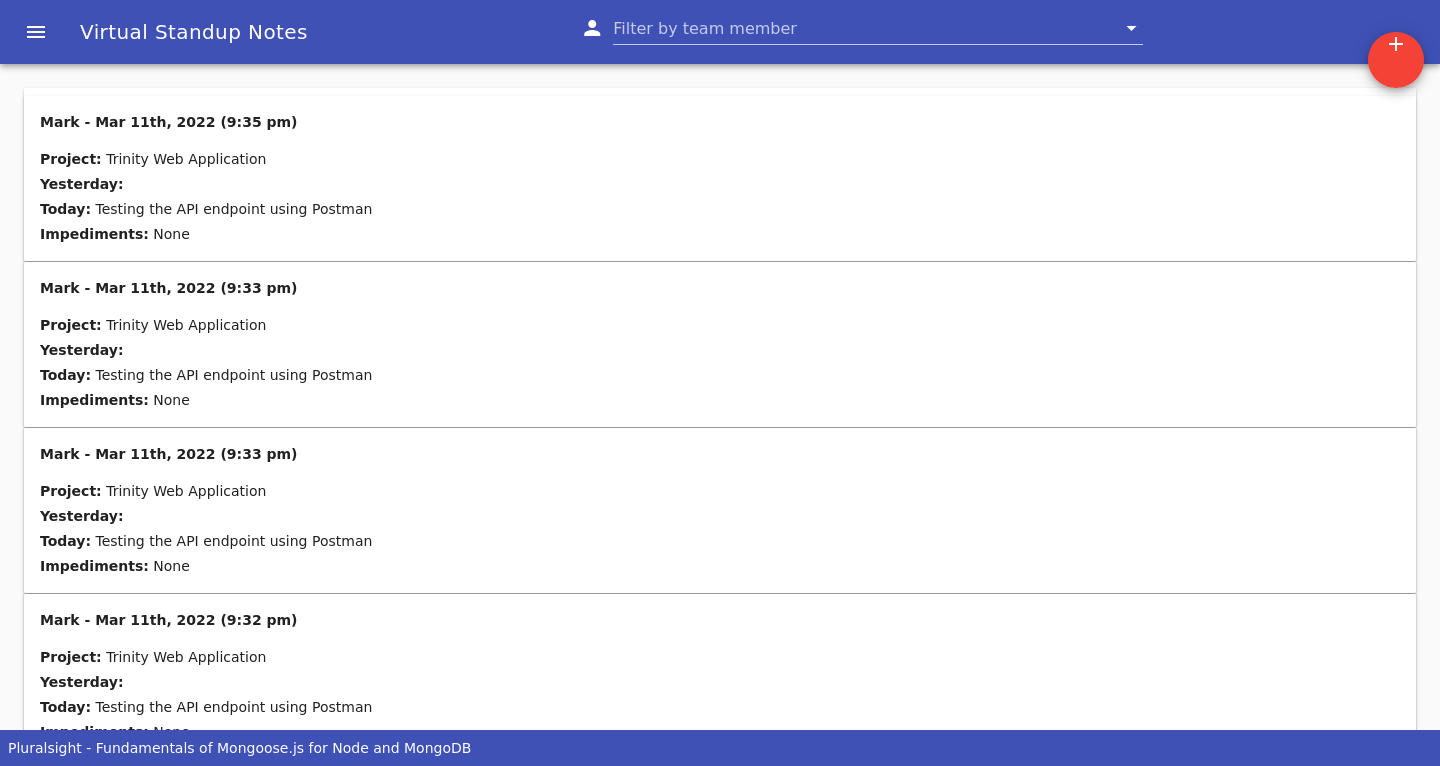 Virtual Standup Notes
Filter by team member
Mark - Mar 11th, 2022 (9:35 pm)
Project: Trinity Web Application
Yesterday:
Today: Testing the API endpoint using Postman
Impediments: None
Mark - Mar 11th, 2022 (9:33 pm)
Project: Trinity Web Application
Yesterday:
Today: Testing the API endpoint using Postman
Impediments: None
Mark - Mar 11th, 2022 (9:33 pm)
Project: Trinity Web Application
Yesterday:
Today: Testing the API endpoint using Postman
Impediments: None
Mark - Mar 11th, 2022 (9:32 pm)
Project: Trinity Web Application
Yesterday:
Today: Testing the API endpoint using Postman
Impediments: None
Pluralsight - Fundamentals of Mongoose.js for Node and MongoDB